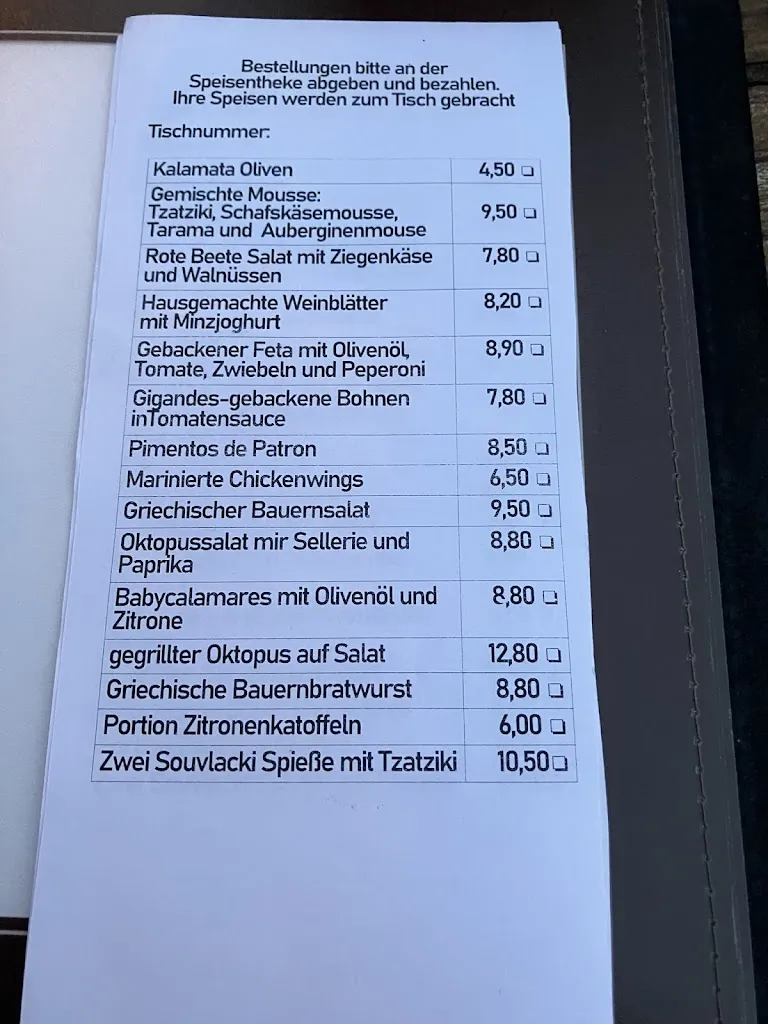 Bestellungen bitte an der
Speisentheke abgeben und bezahlen.
Ihre Speisen werden zum Tisch gebracht
Tischnummer:
Kalamata Oliven 4,50
Gemischte Mousse:
Tzatziki, Schafskäsemousse, 9,50
Tarama und Auberginenmouse
Rote Beete Salat mit Ziegenkäse 7,80
und Walnüssen
Hausgemachte Weinblätter 8,20
mit Minzjoghurt
Gebackener Feta mit Olivenöl, 8,90
Tomate, Zwiebeln und Peperoni
Gigandes-gebackene Bohnen 7,80
inTomatensauce
Pimentos de Patron 8,50
Marinierte Chickenwings 6,50
Griechischer Bauernsalat 9,50
Oktopussalat mir Sellerie und 8,80
Paprika
Babycalamares mit Olivenöl und 8,80
Zitrone
gegrillter Oktopus auf Salat 12,80
Griechische Bauernbratwurst 8,80
Portion Zitronenkatoffeln 6,00
Zwei Souvlacki Spieße mit Tzatziki 10,50